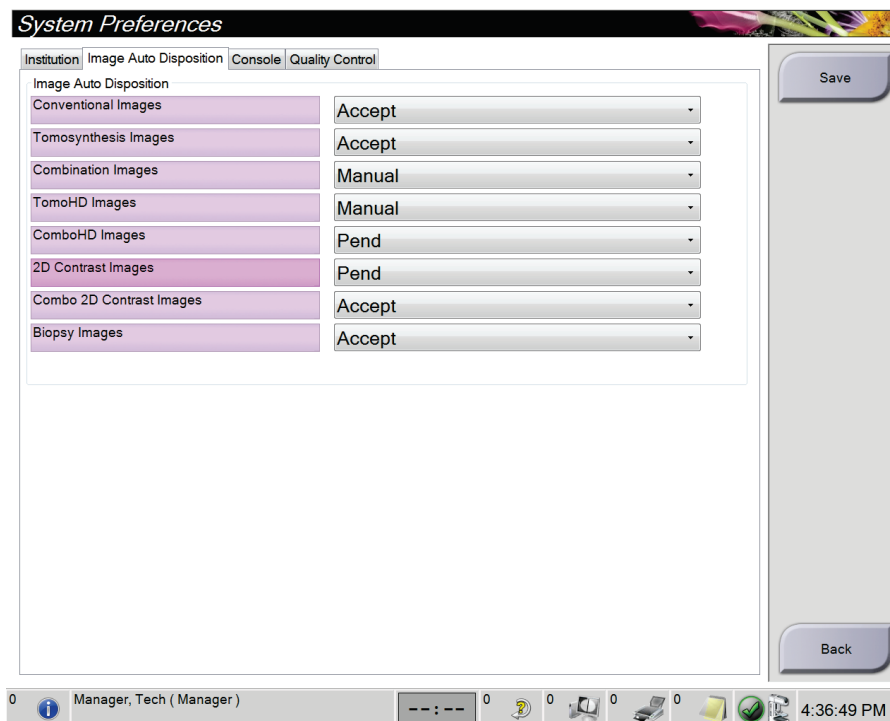 System Preferences
Institution Image Auto Disposition Console Quality Control
Save
Image Auto Disposition
Conventional Images Accept
Tomosynthesis Images Accept
Combination Images Manual
TomoHD Images Manual
ComboHD Images Pend
2D Contrast Images Pend
Combo 2D Contrast Images Accept
Biopsy Images Accept
Back
0 Manager, Tech ( Manager ) --:-- 0 0 0 0 4:36:49 PM